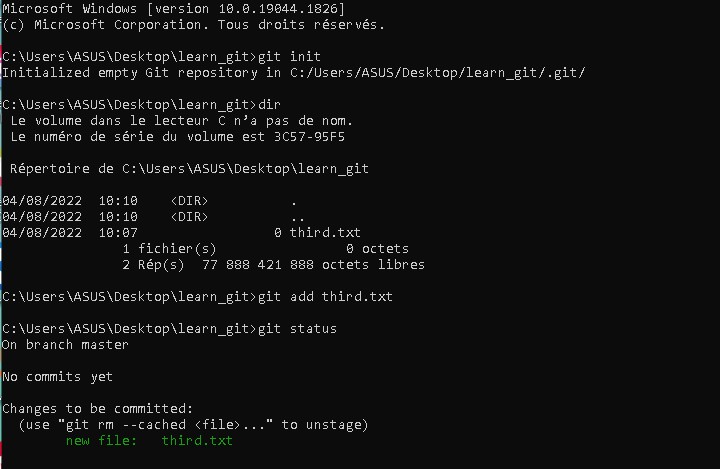 Microsoft Windows [version 10.0.19044.1826]
(c) Microsoft Corporation. Tous droits réservés.
C:\Users\ASUS\Desktop\learn_git>git init
Initialized empty Git repository in C:/Users/ASUS/Desktop/learn_git/.git/
C:\Users\ASUS\Desktop\learn_git>dir
Le volume dans le lecteur C n'a pas de nom.
Le numéro de série du volume est 3C57-95F5
Répertoire de C:\Users\ASUS\Desktop\learn_git
04/08/2022  10:10    <DIR>          .
04/08/2022  10:10    <DIR>          ..
04/08/2022  10:07                 0 third.txt
1 fichier(s)                0 octets
2 Rép(s)  77 888 421 888 octets libres
C:\Users\ASUS\Desktop\learn_git>git add third.txt
C:\Users\ASUS\Desktop\learn_git>git status
On branch master
No commits yet
Changes to be committed:
(use "git rm --cached <file>..." to unstage)
new file:   third.txt